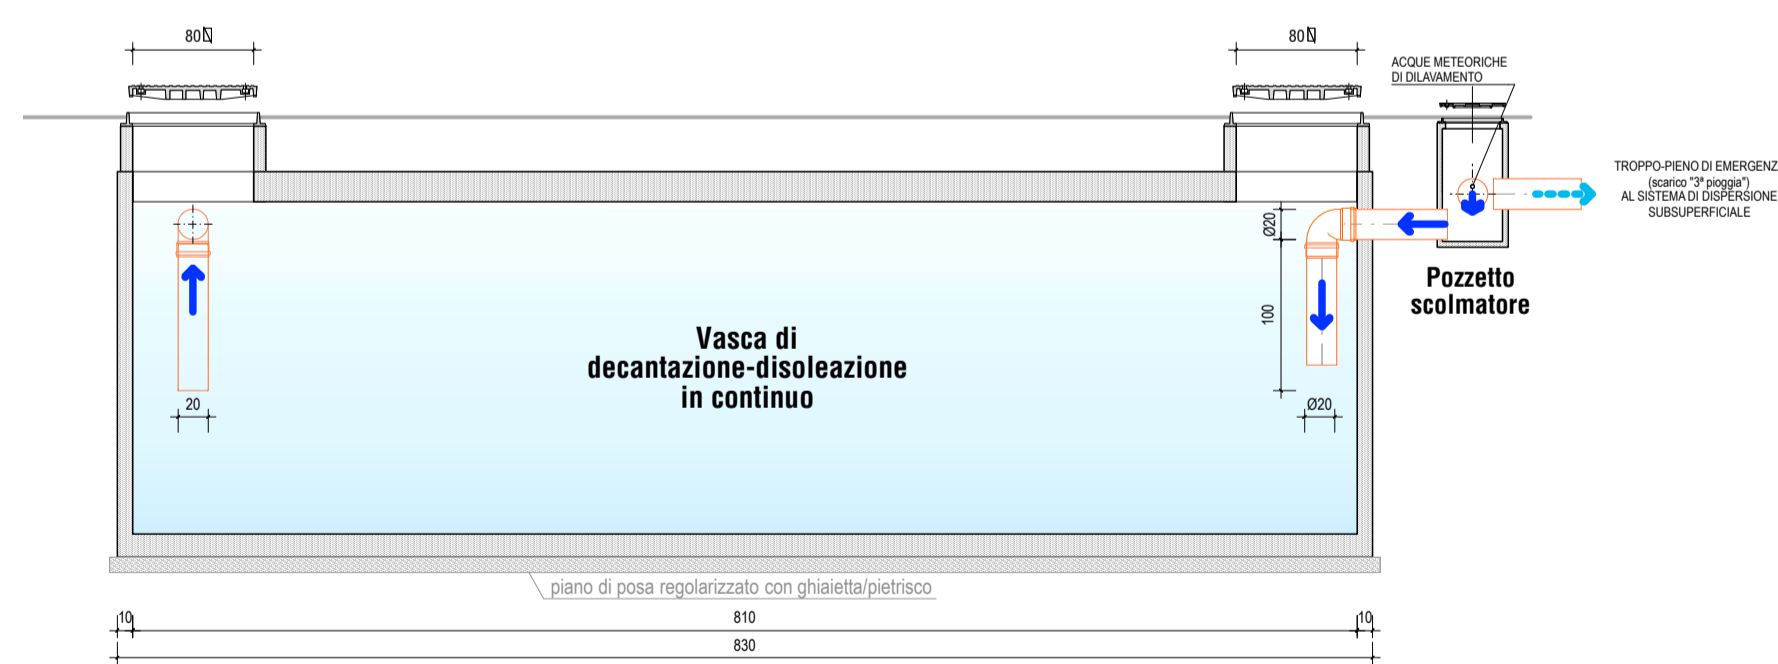 80
80
ACQUE METEORICHE
DI DILAVAMENTO
TROPPO-PIENO DI EMERGENZ
(scarico "3ª pioggia")
AL SISTEMA DI DISPERSIONE
SUBSUPERFICIALE
Ø20
100
Pozzetto
scolmatore
Vasca di
decantazione-disoleazione
in continuo
20
Ø20
piano di posa regolarizzato con ghiaietta/pietrisco
10
810
10
830